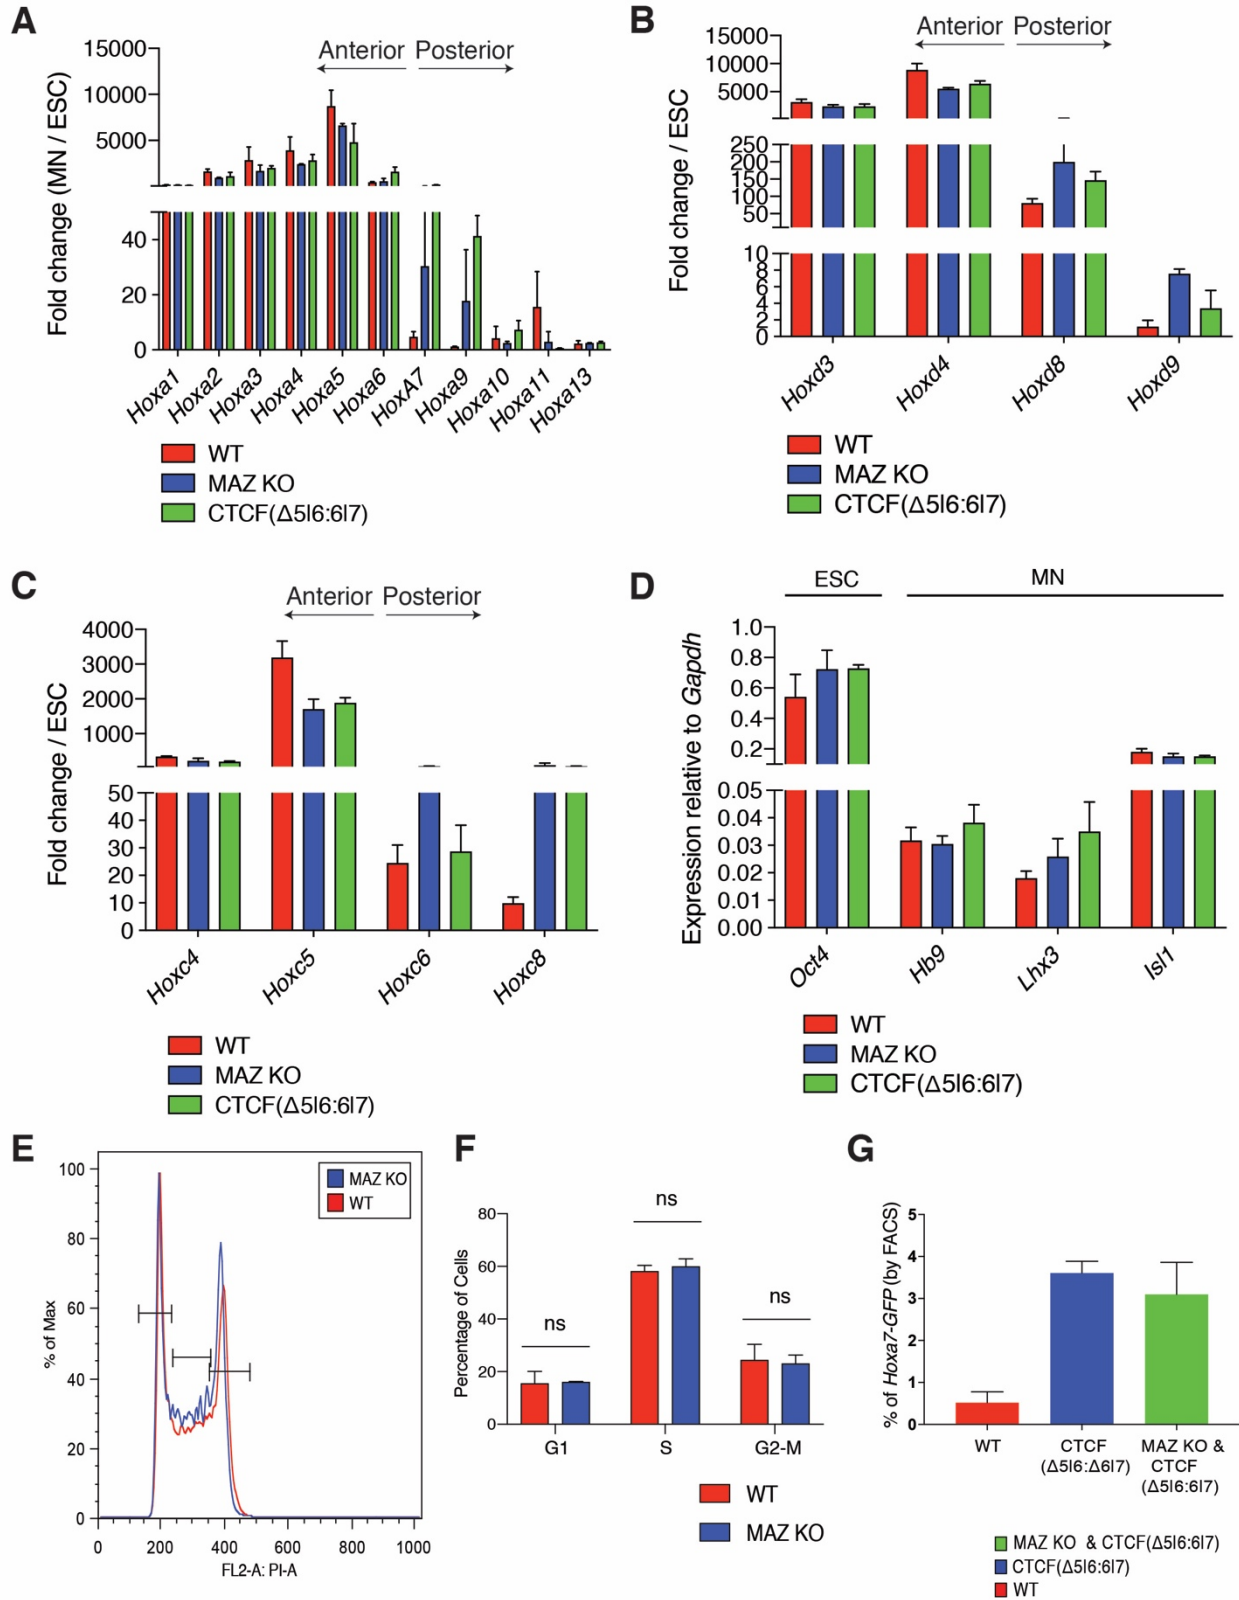 A
Anterior Posterior
Fold change (MN / ESC)
15000
10000
5000
40
20
0
Hoxa1 Hoxa2 Hoxa3 Hoxa4 Hoxa5 Hoxa6 HoxA7 Hoxa9 Hoxa10 Hoxa11 Hoxa13
WT
MAZ KO
CTCF(Δ5|6:6|7)
B
Anterior Posterior
Fold change / ESC
15000
10000
5000
250
200
150
100
50
10
8
6
4
2
0
Hoxd3 Hoxd4 Hoxd8 Hoxd9
WT
MAZ KO
CTCF(Δ5|6:6|7)
C
Anterior Posterior
Fold change / ESC
4000
3000
2000
1000
50
40
30
20
10
0
Hoxc4 Hoxc5 Hoxc6 Hoxc8
WT
MAZ KO
CTCF(Δ5|6:6|7)
D
ESC MN
Expression relative to Gapdh
1.0
0.8
0.6
0.4
0.2
0.05
0.04
0.03
0.02
0.01
0.00
Oct4 Hb9 Lhx3 Isl1
WT
MAZ KO
CTCF(Δ5|6:6|7)
E
% of Max
100
80
60
40
20
0
0 200 400 600 800 1000
FL2-A: PI-A
MAZ KO
WT
F
Percentage of Cells
80
60
40
20
0
ns ns ns
G1 S G2-M
WT
MAZ KO
G
% of Hoxa7-GFP (by FACS)
5
4
3
2
1
0
WT
CTCF
(Δ5|6:Δ6|7)
MAZ KO &
CTCF
(Δ5|6:6|7)
MAZ KO & CTCF(Δ5|6:6|7)
CTCF(Δ5|6:6|7)
WT